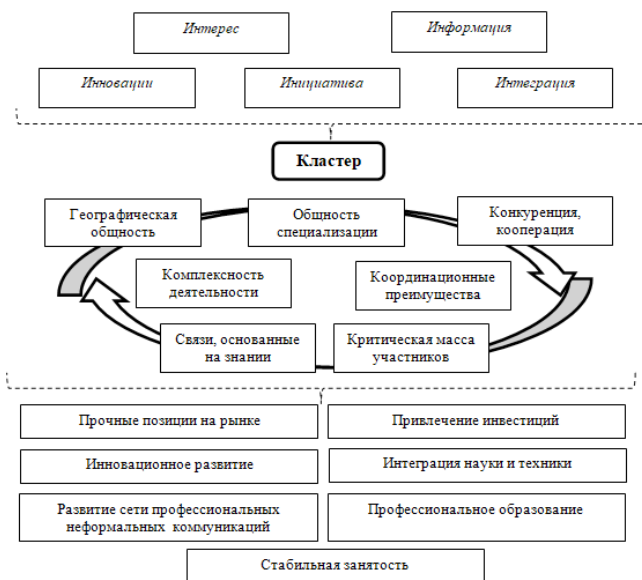 Интерес
Информация
Инновации
Инициатива
Интеграция
Кластер
Географическая
общность
Общность
специализации
Конкуренция,
кооперация
Комплексность
деятельности
Координационные
преимущества
Связи, основанные
на знании
Критическая масса
участников
Прочные позиции на рынке
Привлечение инвестиций
Инновационное развитие
Интеграция науки и техники
Развитие сети профессиональных
неформальных коммуникаций
Профессиональное образование
Стабильная занятость